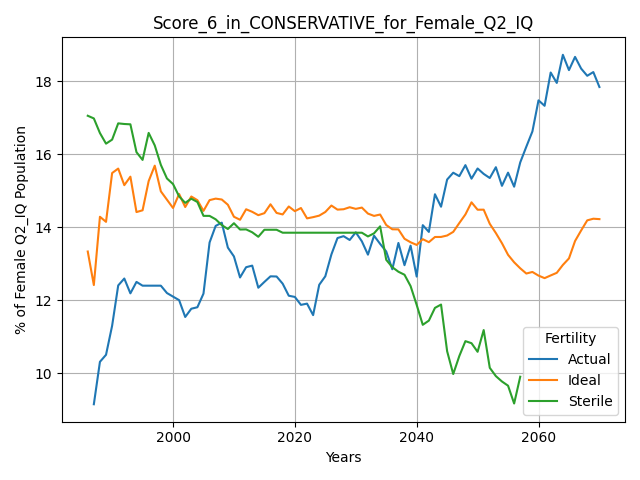 Score_6_in_CONSERVATIVE_for_Female_Q2_IQ
% of Female Q2_IQ Population
18
16
14
12
10
2000
2020
2040
2060
Years
Fertility
Actual
Ideal
Sterile